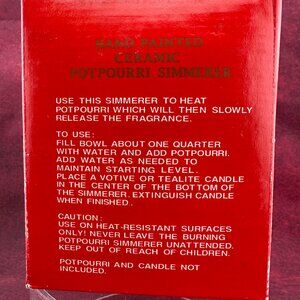 HAND PAINTED
CERAMIC
POTPOURRI SIMMERER
USE THIS SIMMERER TO HEAT
POTPOURRI WHICH WILL THEN SLOWLY
RELEASE THE FRAGRANCE.
TO USE:
FILL BOWL ABOUT ONE QUARTER
WITH WATER AND ADD POTPOURRI.
ADD WATER AS NEEDED TO
MAINTAIN STARTING LEVEL.
PLACE A VOTIVE OR TEALITE CANDLE
IN THE CENTER OF THE BOTTOM OF
THE SIMMERER. EXTINGUISH CANDLE
WHEN FINISHED.
CAUTION:
USE ON HEAT-RESISTANT SURFACES
ONLY! NEVER LEAVE THE BURNING
POTPOURRI SIMMERER UNATTENDED.
KEEP OUT OF REACH OF CHILDREN.
POTPOURRI AND CANDLE NOT
INCLUDED.